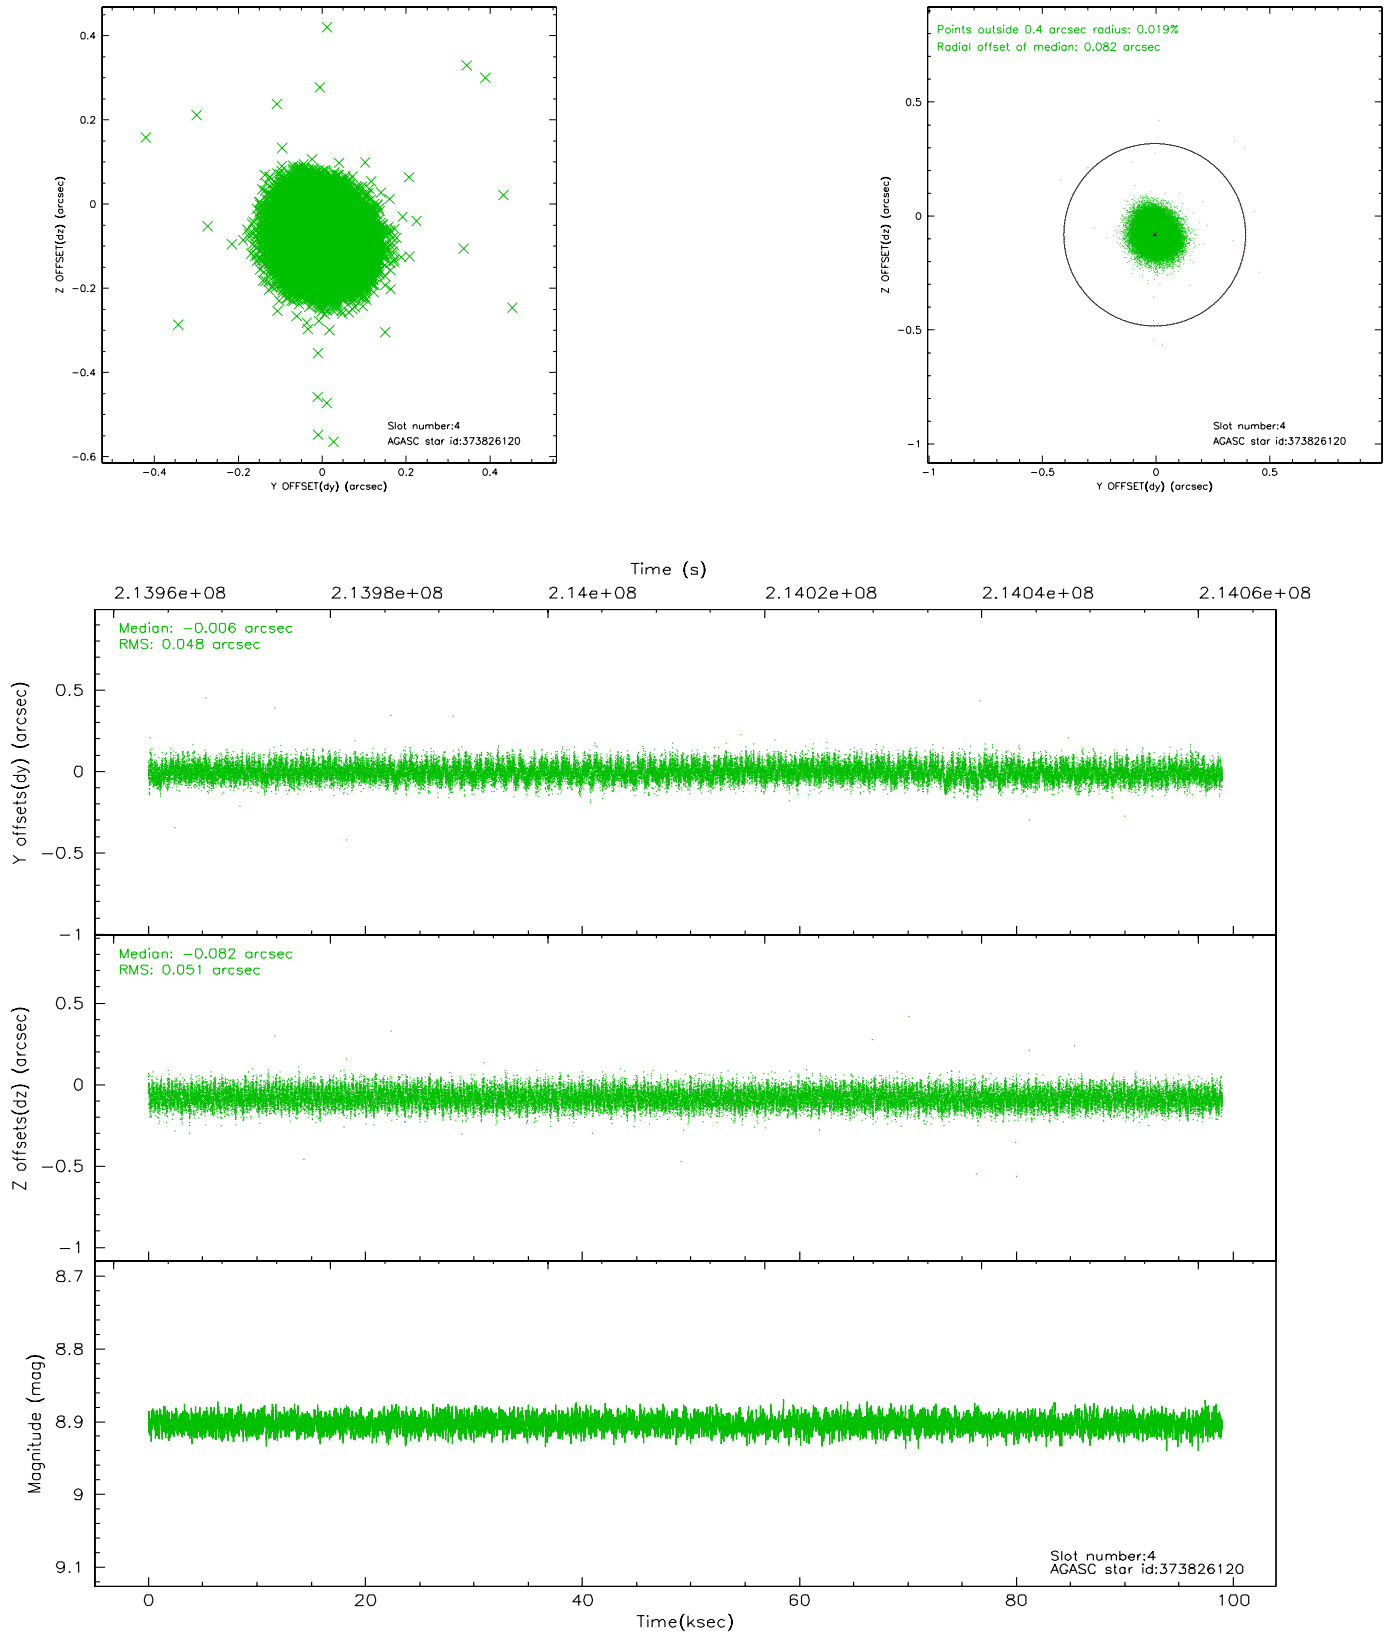 0.4
0.2
0
−0.2
−0.4
−0.6
Z OFFSET(dz) (arcsec)
Slot number:4
AGASC star id:373826120
−0.4
−0.2
0
0.2
0.4
Y OFFSET(dy) (arcsec)
Points outside 0.4 arcsec radius: 0.019%
Radial offset of median: 0.082 arcsec
0.5
0
−0.5
−1
Z OFFSET(dz) (arcsec)
Slot number:4
AGASC star id:373826120
−1
−0.5
0
0.5
Y OFFSET(dy) (arcsec)
Time (s)
2.1396e+08
2.1398e+08
2.14e+08
2.1402e+08
2.1404e+08
2.1406e+08
Median: −0.006 arcsec
RMS: 0.048 arcsec
0.5
0
−0.5
−1
Y offsets(dy) (arcsec)
Median: −0.082 arcsec
RMS: 0.051 arcsec
0.5
0
−0.5
−1
Z offsets(dz) (arcsec)
8.7
8.8
8.9
9
9.1
Magnitude (mag)
Slot number:4
AGASC star id:373826120
0
20
40
60
80
100
Time(ksec)